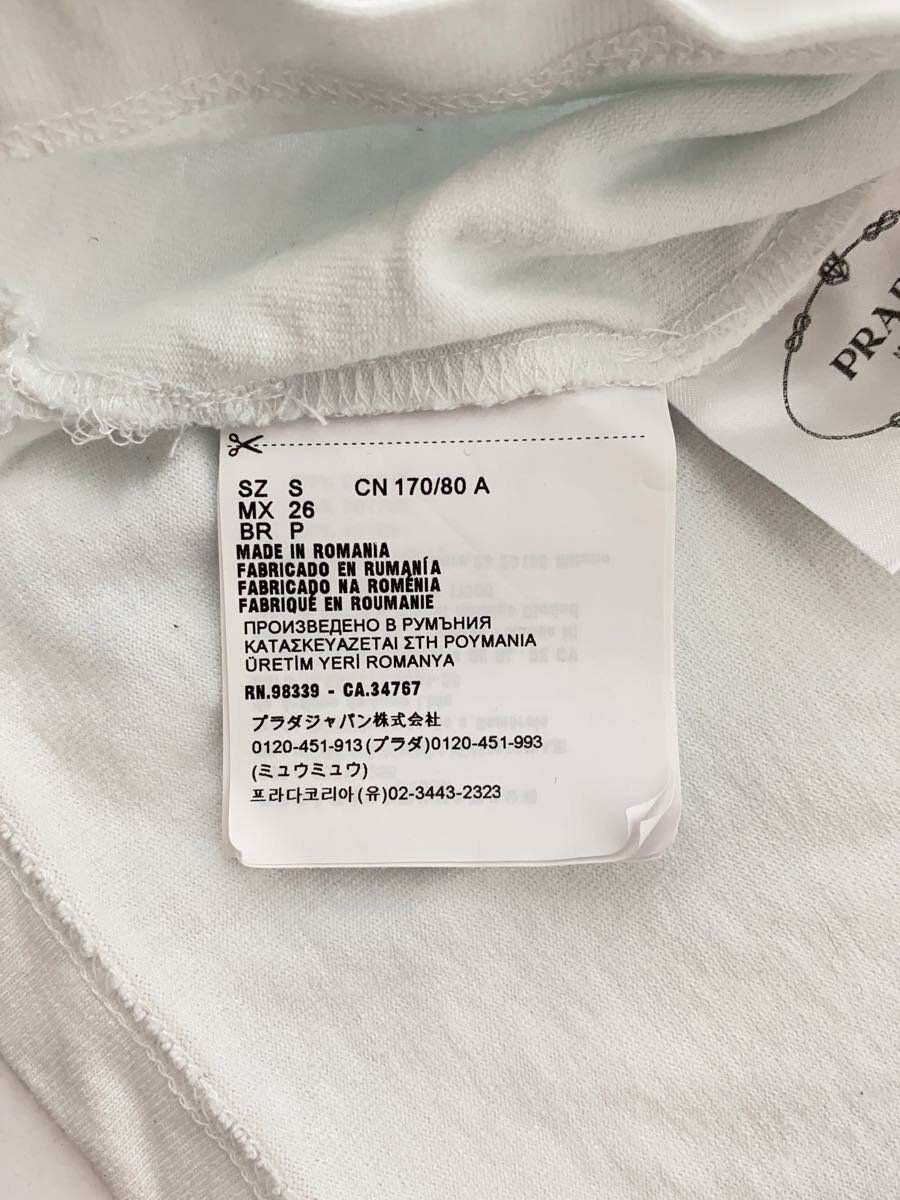 SZ S CN 170/80 A
MX 26
BR P
MADE IN ROMANIA
FABRICADO EN RUMANÍA
FABRICADO NA ROMÉNIA
FABRIQUÉ EN ROUMANIE
ПРОИЗВЕДЕНО В РУМЪНИЯ
ΚΑΤΑΣΚΕΥΑΖΕΤΑΙ ΣΤΗ ΡΟΥΜΑΝΙΑ
ÜRETİM YERİ ROMANYA
RN.98339 - CA.34767
プラダジャパン株式会社
0120-451-913(プラダ)0120-451-993
(ミュウミュウ)
프라다코리아(유)02-3443-2323